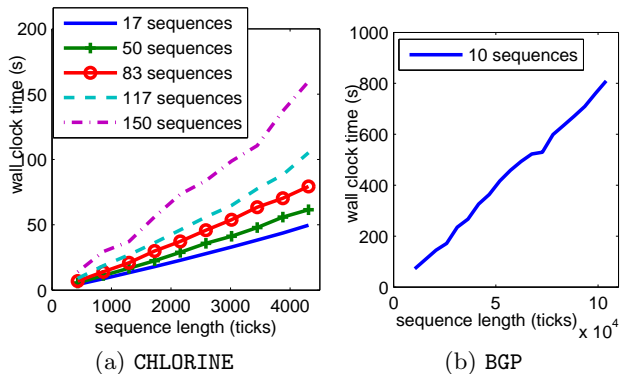 17 sequences
50 sequences
83 sequences
117 sequences
150 sequences
200
150
100
50
0
wall clock time (s)
0 1000 2000 3000 4000
sequence length (ticks)
(a) CHLORINE
10 sequences
1000
800
600
400
200
0
wall clock time (s)
0 5 10
sequence length (ticks)
× 10^4
(b) BGP